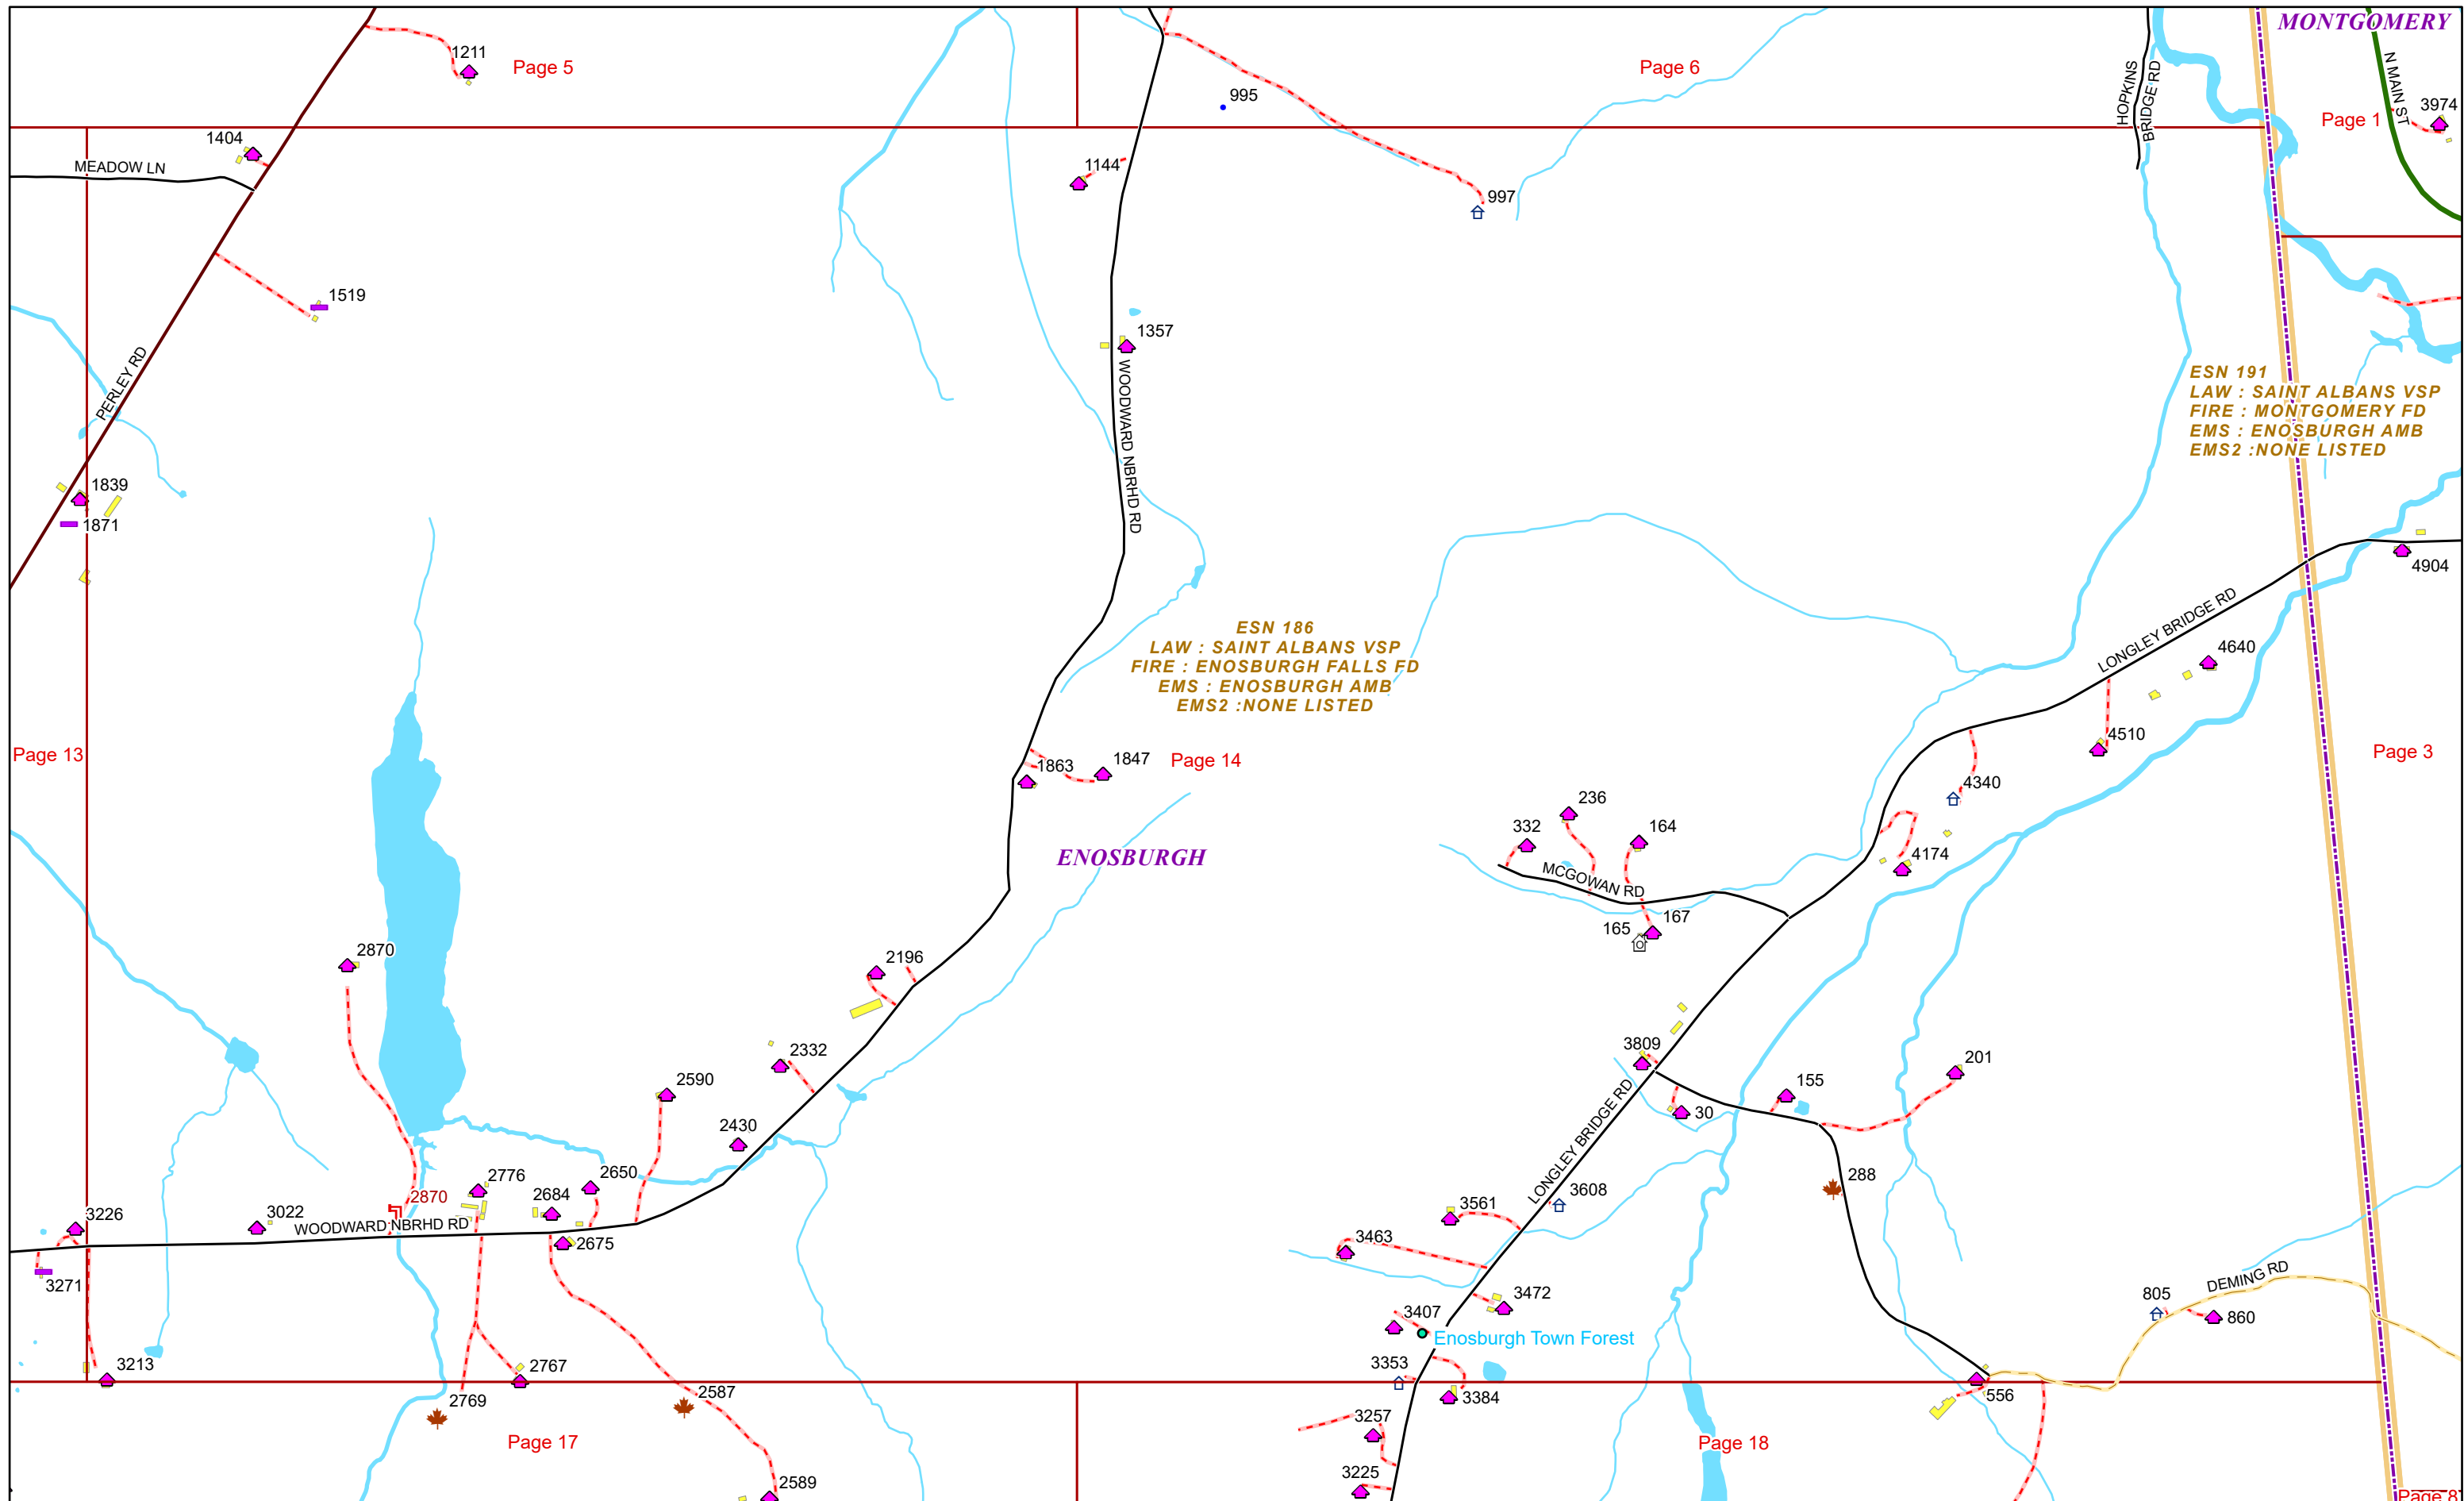 MONTGOMERY
1211
Page 5
Page 6
995
HOPKINS
BRIDGE RD
N MAIN ST
3974
Page 1
1404
MEADOW LN
1144
997
1519
1357
PERLEY RD
WOODWARD NBRHD RD
ESN 191
LAW : SAINT ALBANS VSP
FIRE : MONTGOMERY FD
EMS : ENOSBURGH AMB
EMS2 :NONE LISTED
1839
1871
4904
LONGLEY BRIDGE RD
ESN 186
LAW : SAINT ALBANS VSP
FIRE : ENOSBURGH FALLS FD
EMS : ENOSBURGH AMB
EMS2 :NONE LISTED
4640
4510
Page 13
1863
1847
Page 14
Page 3
4340
236
332
164
4174
ENOSBURGH
MCGOWAN RD
167
165
2870
2196
3809
2332
2590
201
155
30
2430
LONGLEY BRIDGE RD
2776
2650
288
2870
2684
3608
3561
3226
3022
WOODWARD NBRHD RD
2675
3463
3271
DEMING RD
3472
805
860
3407
Enosburgh Town Forest
3213
2767
3353
2769
2587
3384
556
3257
Page 17
Page 18
3225
2589
Page 8